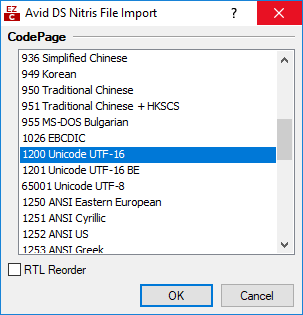 EZ
C
Avid DS Nitris File Import
?
CodePage
936 Simplified Chinese
949 Korean
950 Traditional Chinese
951 Traditional Chinese + HKSCS
955 MS-DOS Bulgarian
1026 EBCDIC
1200 Unicode UTF-16
1201 Unicode UTF-16 BE
65001 Unicode UTF-8
1250 ANSI Eastern European
1251 ANSI Cyrillic
1252 ANSI US
1253 ANSI Greek
RTL Reorder
OK
Cancel